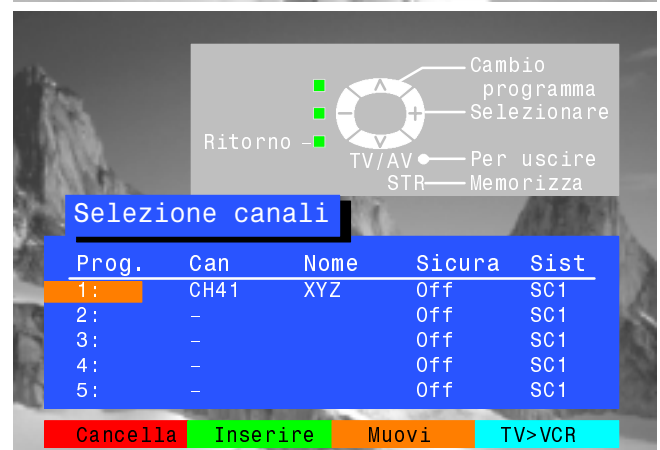 Cambio
programma
Selezionare
Ritorno
TV/AV Per uscire
STR Memorizza
Selezione canali
Prog. Can Nome Sicura Sist
1: CH41 XYZ Off SC1
2: – Off SC1
3: – Off SC1
4: – Off SC1
5: – Off SC1
Cancella Inserire Muovi TV>VCR